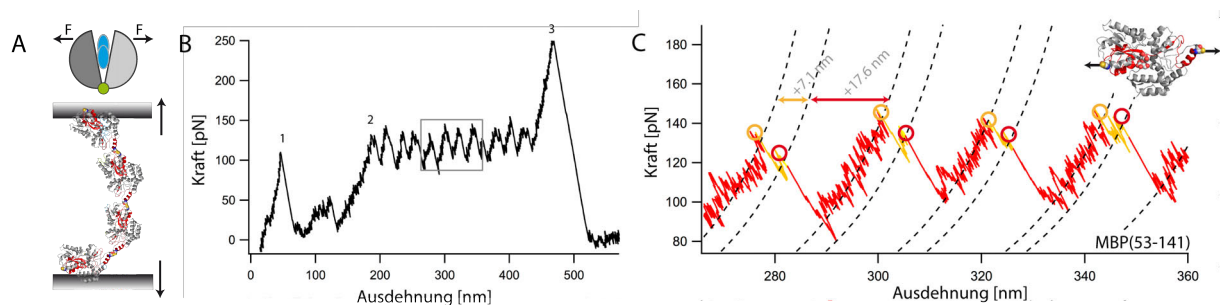 A
F
F
B
Kraft [pN]
250
200
150
100
50
0
1
2
3
0
100
200
300
400
500
Ausdehnung [nm]
C
Kraft [pN]
180
160
140
120
100
80
+7.1 nm
+17.6 nm
MBP(53-141)
280
300
320
340
360
Ausdehnung [nm]